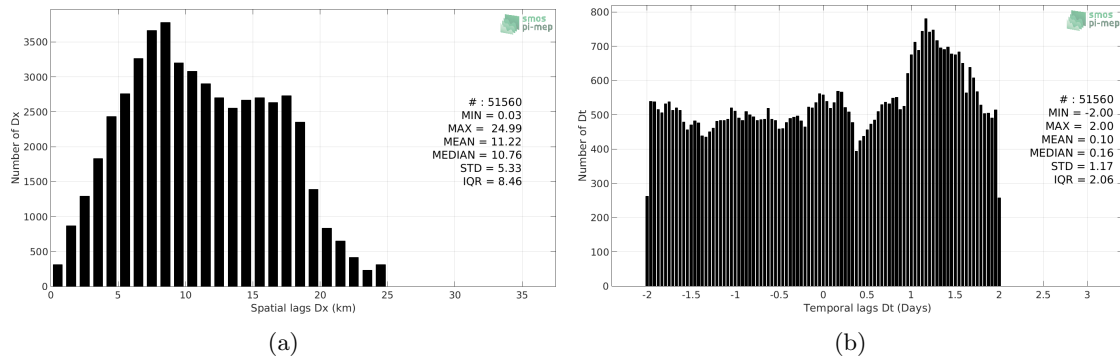 smos
pi-mep
3500
3000
2500
2000
1500
1000
500
0
Number of Dx
# : 51560
MIN = 0.03
MAX = 24.99
MEAN = 11.22
MEDIAN = 10.76
STD = 5.33
IQR = 8.46
0 5 10 15 20 25 30 35
Spatial lags Dx (km)
(a)
smos
pi-mep
800
700
600
500
400
300
200
100
0
Number of Dt
# : 51560
MIN = -2.00
MAX = 2.00
MEAN = 0.10
MEDIAN = 0.16
STD = 1.17
IQR = 2.06
-2 -1.5 -1 -0.5 0 0.5 1 1.5 2 2.5 3
Temporal lags Dt (Days)
(b)